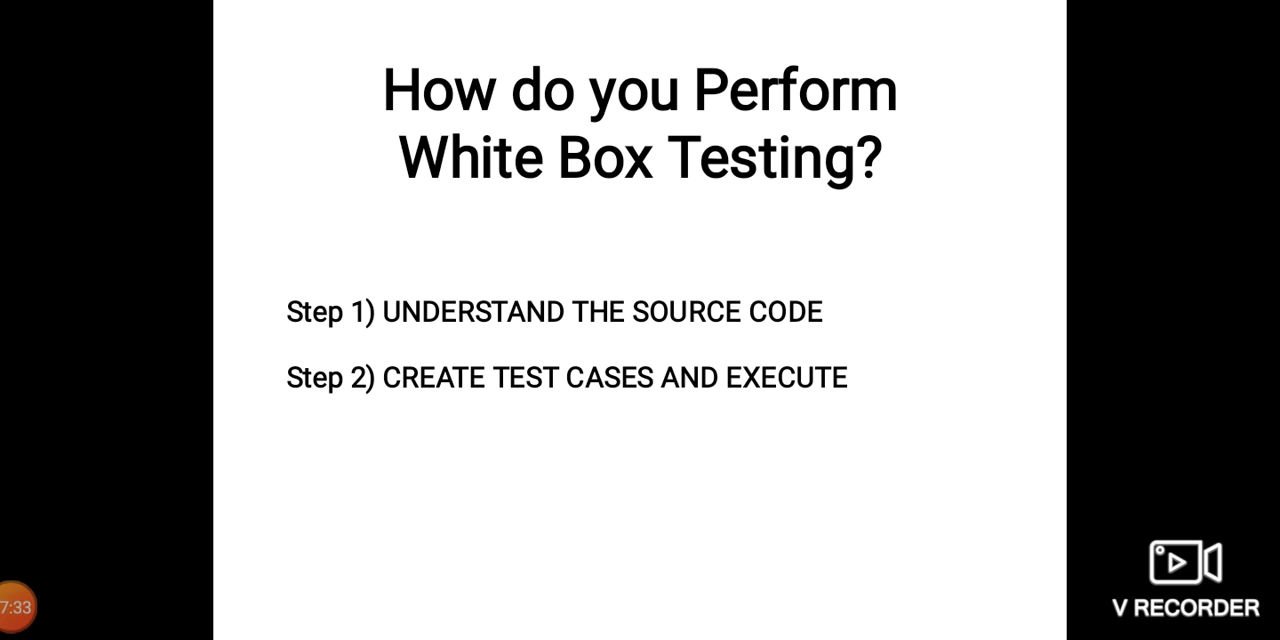 How do you Perform
White Box Testing?
Step 1) UNDERSTAND THE SOURCE CODE
Step 2) CREATE TEST CASES AND EXECUTE
7:33
V RECORDER